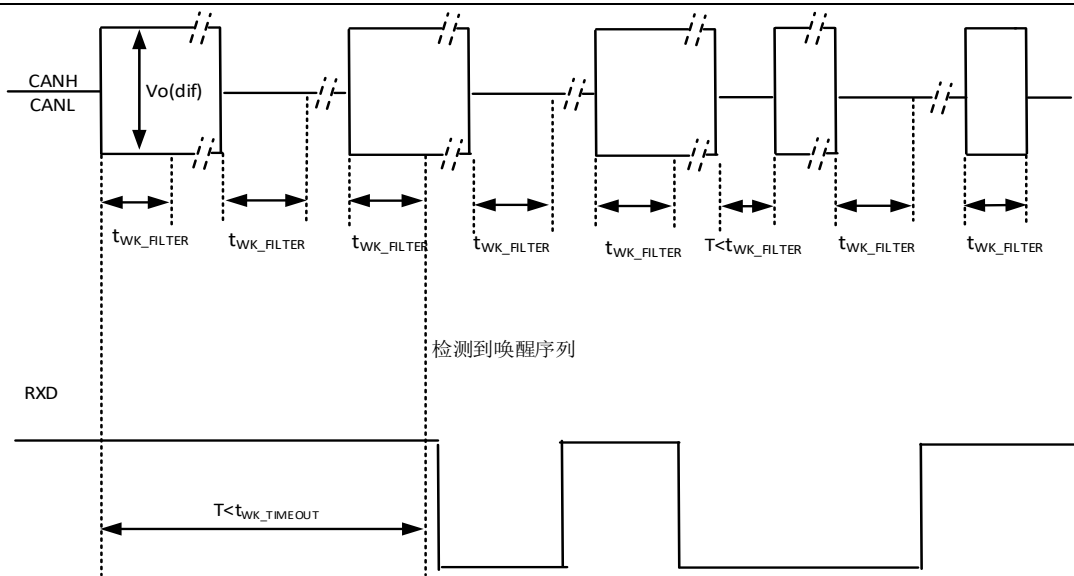 CANH
CANL
Vo(dif)
tWK_FILTER
tWK_FILTER
tWK_FILTER
tWK_FILTER
tWK_FILTER
T<tWK_FILTER
tWK_FILTER
tWK_FILTER
检测到唤醒序列
RXD
T<tWK_TIMEOUT